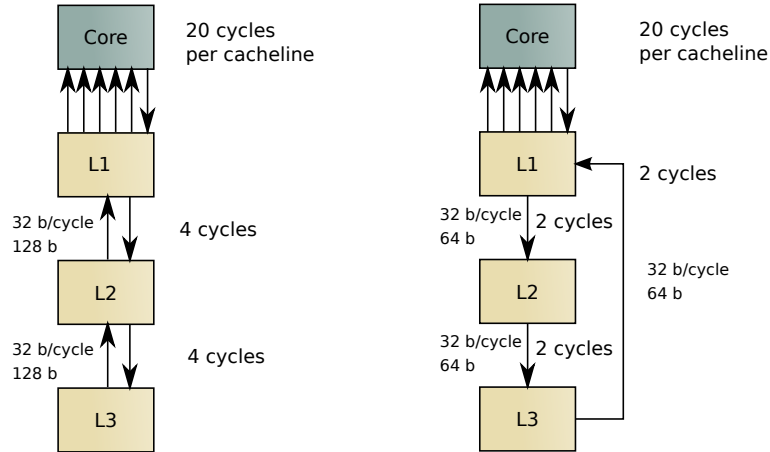 Core
20 cycles
per cacheline
L1
32 b/cycle
128 b
4 cycles
L2
32 b/cycle
128 b
4 cycles
L3
Core
20 cycles
per cacheline
L1
2 cycles
32 b/cycle
64 b
2 cycles
L2
32 b/cycle
64 b
32 b/cycle
64 b
2 cycles
L3